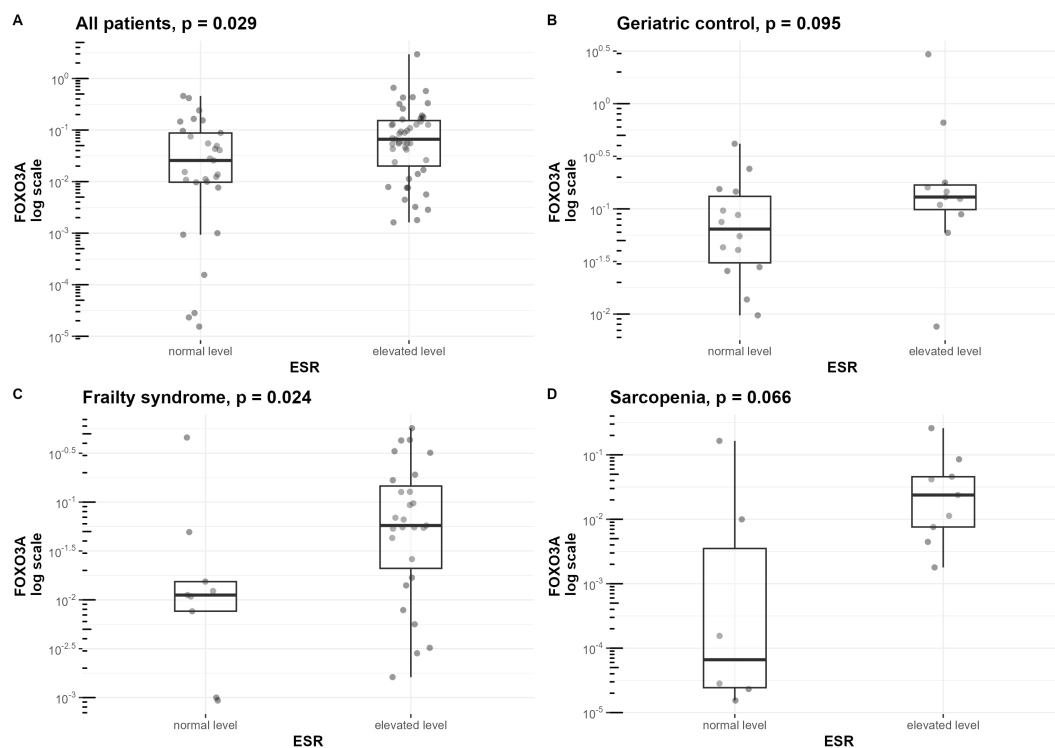 A
All patients, p = 0.029
FOXO3A
log scale
10^0
10^-1
10^-2
10^-3
10^-4
10^-5
normal level
elevated level
ESR
B
Geriatric control, p = 0.095
FOXO3A
log scale
10^0.5
10^0
10^-0.5
10^-1
10^-1.5
10^-2
normal level
elevated level
ESR
C
Frailty syndrome, p = 0.024
FOXO3A
log scale
10^-0.5
10^-1
10^-1.5
10^-2
10^-2.5
10^-3
normal level
elevated level
ESR
D
Sarcopenia, p = 0.066
FOXO3A
log scale
10^-1
10^-2
10^-3
10^-4
10^-5
normal level
elevated level
ESR